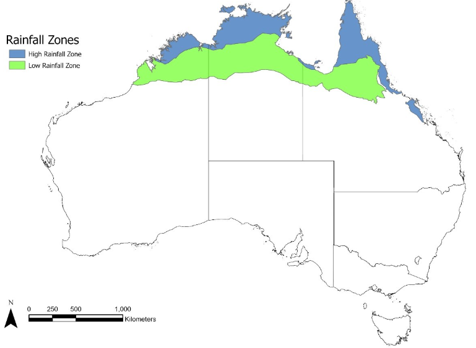 Rainfall Zones
High Rainfall Zone
Low Rainfall Zone
N
0 250 500 1,000
Kilometers